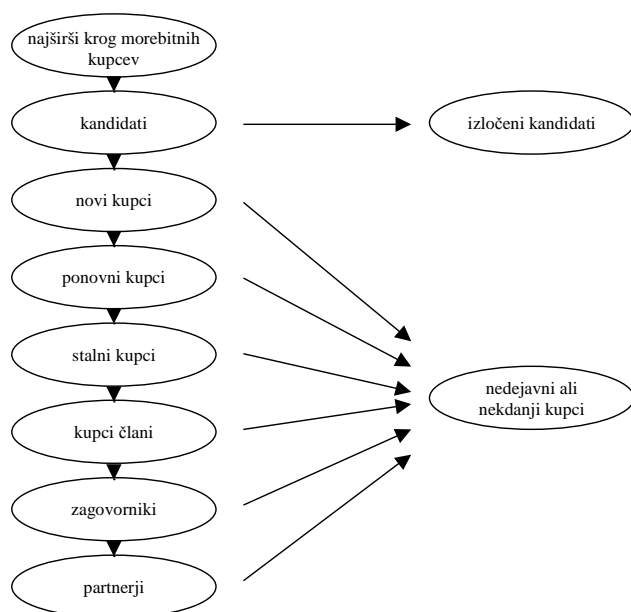 najširši krog morebitnih
kupcev
kandidati
izločeni kandidati
novi kupci
ponovni kupci
stalni kupci
nedejavni ali
nekdanji kupci
kupci člani
zagovorniki
partnerji